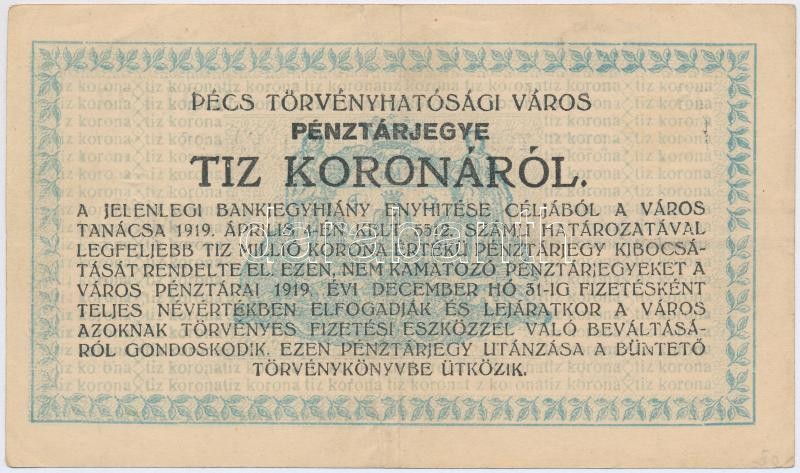 PÉCS TÖRVÉNYHATÓSÁGI VÁROS
PÉNZTÁRJEGYE
TIZ KORONÁRÓL.
A JELENLEGI BANKJEGYHIÁNY ENYHITÉSE CÉLJÁBÓL A VÁROS
TANÁCSA 1919. ÁPRILIS 4-ÉN KELT 5312. SZÁMU HATÁROZATÁVAL
LEGFELJEBB TIZ MILLIÓ KORONA ÉRTÉKÜ PÉNZTÁRJEGY KIBOCSÁ-
TÁSÁT RENDELTE EL. EZEN, NEM KAMATOZÓ PÉNZTÁRJEGYEKET A
VÁROS PÉNZTÁRAI 1919. ÉVI DECEMBER HÓ 31-IG FIZETÉSKÉNT
TELJES NÉVÉRTÉKBEN ELFOGADJÁK ÉS LEJÁRATKOR A VÁROS
AZOKNAK TÖRVÉNYES FIZETÉSI ESZKÖZZEL VALÓ BEVÁLTÁSÁ-
RÓL GONDOSKODIK. EZEN PÉNZTÁRJEGY UTÁNZÁSA A BÜNTETŐ
TÖRVÉNYKÖNYVBE ÜTKÖZIK.
darabanth